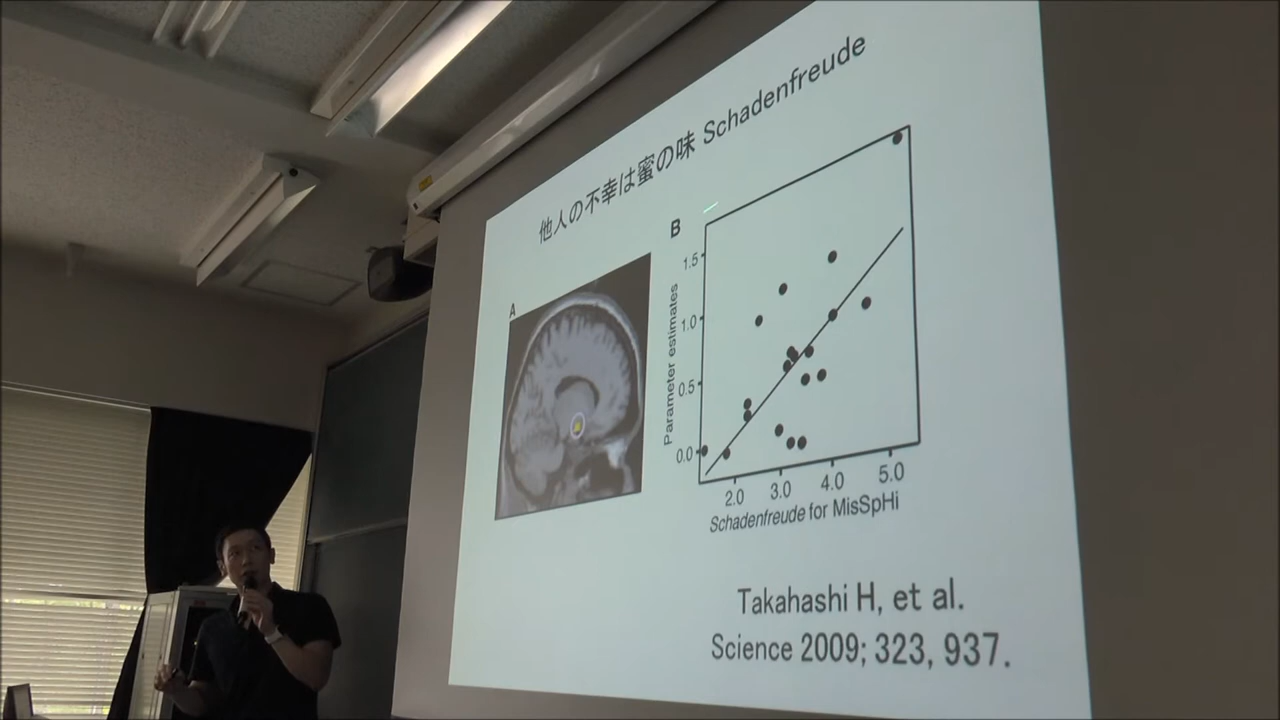 他人の不幸は蜜の味 Schadenfreude
A
B
Parameter estimates
1.5
1.0
0.5
0.0
2.0 3.0 4.0 5.0
Schadenfreude for MisSpHi
Takahashi H, et al.
Science 2009; 323, 937.